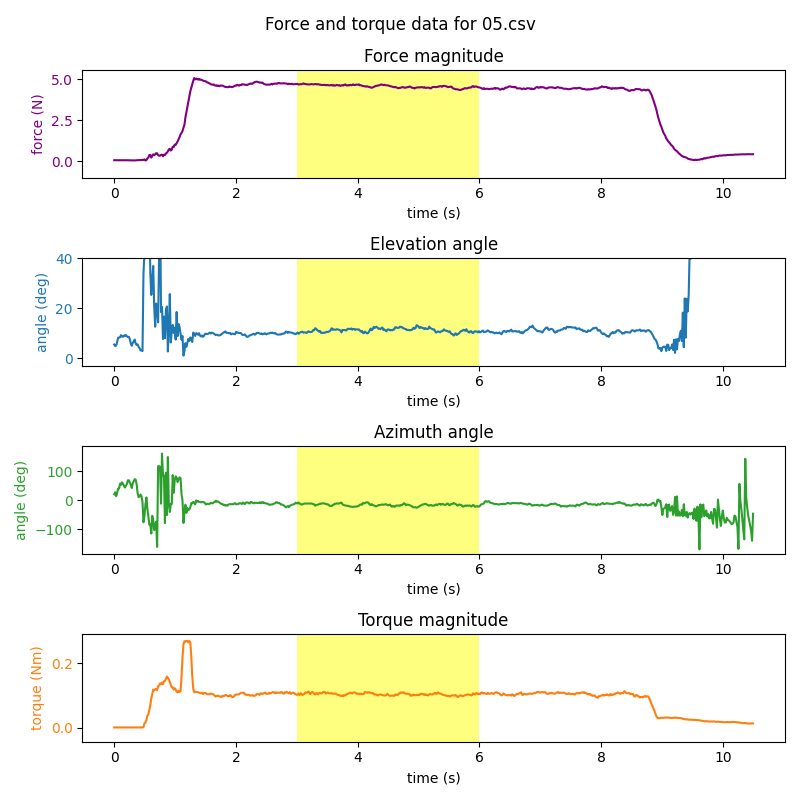 Force and torque data for 05.csv
Force magnitude
force (N)
5.0
2.5
0.0
0 2 4 6 8 10
time (s)
Elevation angle
angle (deg)
40
20
0
0 2 4 6 8 10
time (s)
Azimuth angle
angle (deg)
100
0
−100
0 2 4 6 8 10
time (s)
Torque magnitude
torque (Nm)
0.2
0.0
0 2 4 6 8 10
time (s)